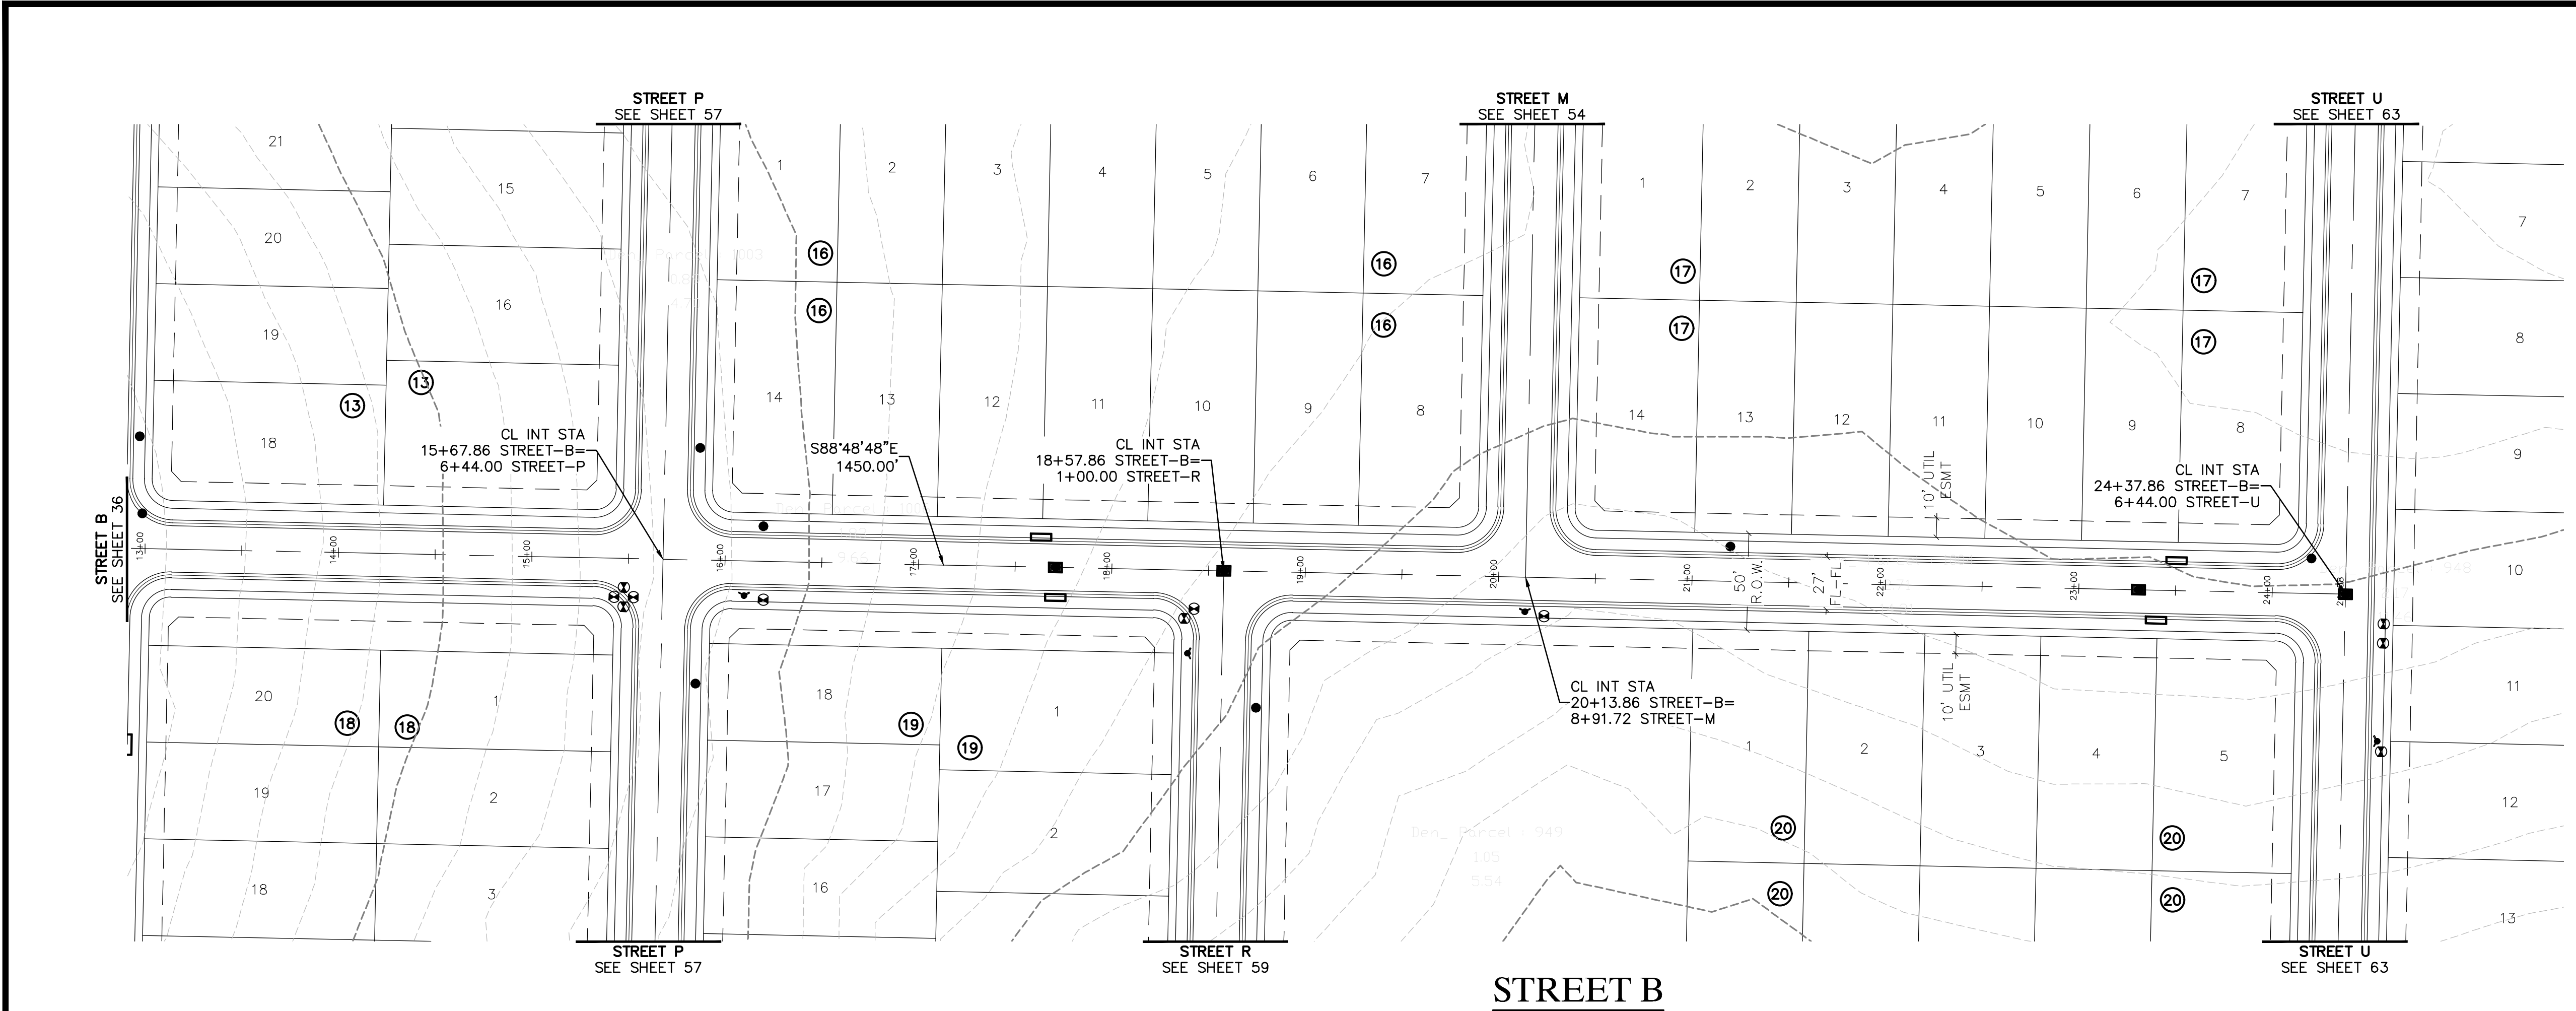 STREET P
SEE SHEET 57
STREET M
SEE SHEET 54
STREET U
SEE SHEET 63
21
15
20
16
19
18
13
13
1
2
3
4
5
6
7
16
16
16
16
14
13
12
11
10
9
8
1
2
3
4
5
6
7
17
17
17
17
14
13
12
11
10
9
8
7
8
9
10
11
12
13
CL INT STA
15+67.86 STREET-B=
6+44.00 STREET-P
S88°48'48"E
1450.00'
CL INT STA
18+57.86 STREET-B=
1+00.00 STREET-R
CL INT STA
24+37.86 STREET-B=
6+44.00 STREET-U
10' UTIL
ESMT
STREET B
SEE SHEET 36
13+00
14+00
15+00
16+00
17+00
18+00
19+00
20+00
21+00
22+00
23+00
24+00
50'
R.O.W.
27'
FL-FL
948
CL INT STA
20+13.86 STREET-B=
8+91.72 STREET-M
10' UTIL
ESMT
20
1
19
2
18
3
18
18
18
1
17
2
16
19
19
1
2
3
4
5
20
20
20
20
Den_ Parcel : 949
1.05
5.54
STREET P
SEE SHEET 57
STREET R
SEE SHEET 59
STREET U
SEE SHEET 63
STREET B